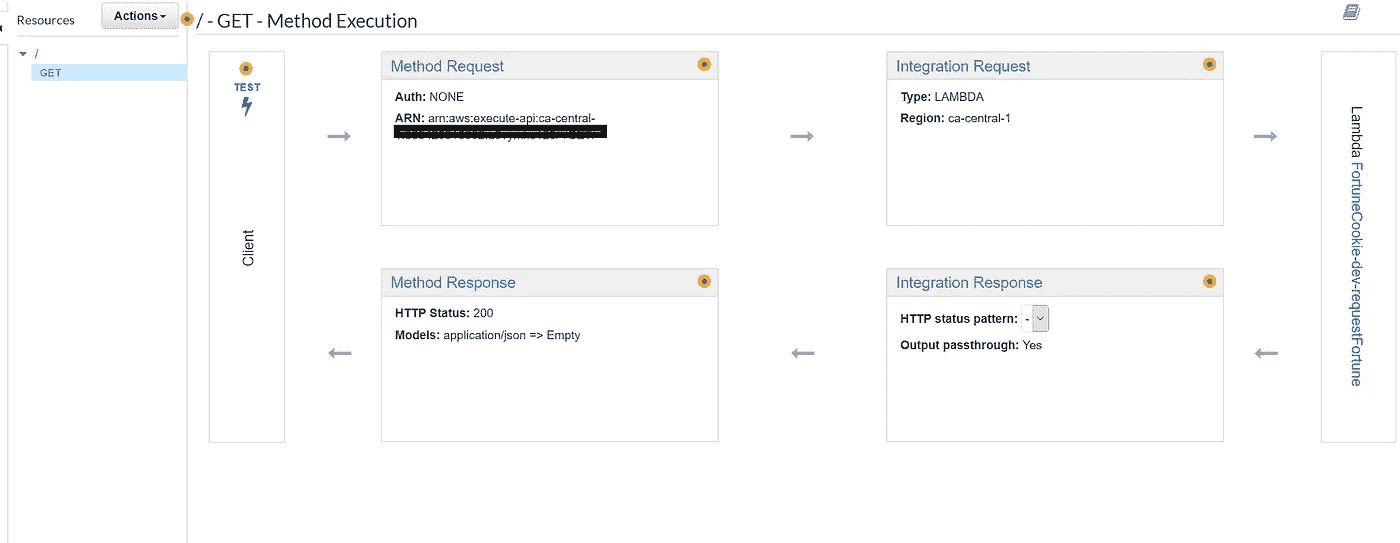 Resources
Actions
/ - GET - Method Execution
/
GET
TEST
Client
Method Request
Auth: NONE
ARN: arn:aws:execute-api:ca-central-
Integration Request
Type: LAMBDA
Region: ca-central-1
Lambda FortuneCookie-dev-requestFortune
Method Response
HTTP Status: 200
Models: application/json => Empty
Integration Response
HTTP status pattern: -
Output passthrough: Yes